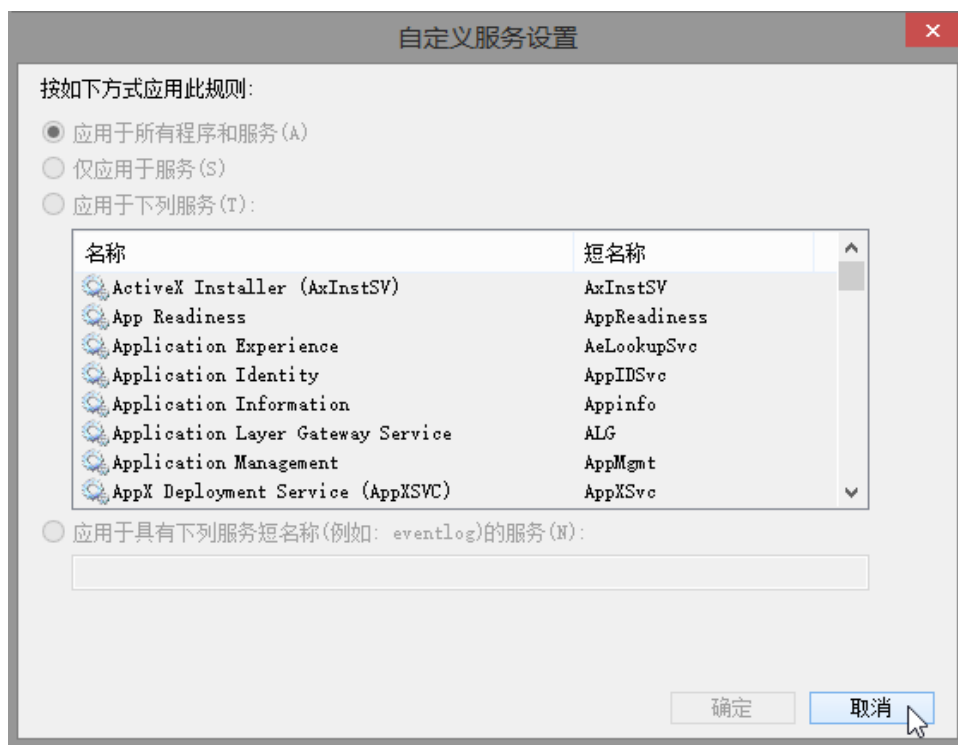 自定义服务设置
按如下方式应用此规则:
应用于所有程序和服务(A)
仅应用于服务(S)
应用于下列服务(T):
名称 短名称
ActiveX Installer (AxInstSV) AxInstSV
App Readiness AppReadiness
Application Experience AeLookupSvc
Application Identity AppIDSvc
Application Information Appinfo
Application Layer Gateway Service ALG
Application Management AppMgmt
AppX Deployment Service (AppXSVC) AppXSvc
应用于具有下列服务短名称(例如: eventlog)的服务(N):
确定 取消